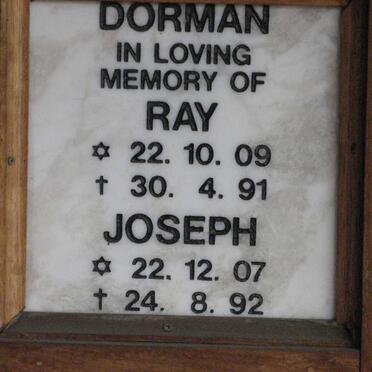 DORMAN
IN LOVING
MEMORY OF
RAY
✡ 22. 10. 09
† 30. 4. 91
JOSEPH
✡ 22. 12. 07
† 24. 8. 92